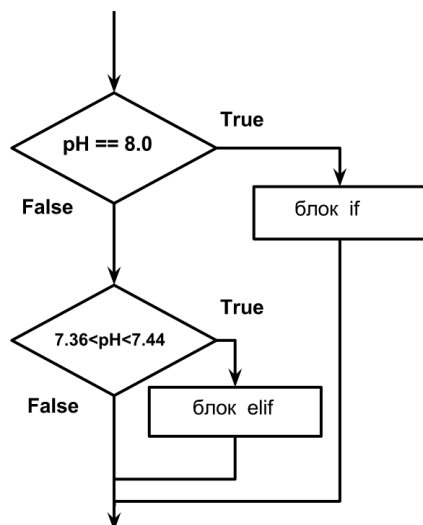 True
pH == 8.0
False
блок if
True
7.36<pH<7.44
False
блок elif